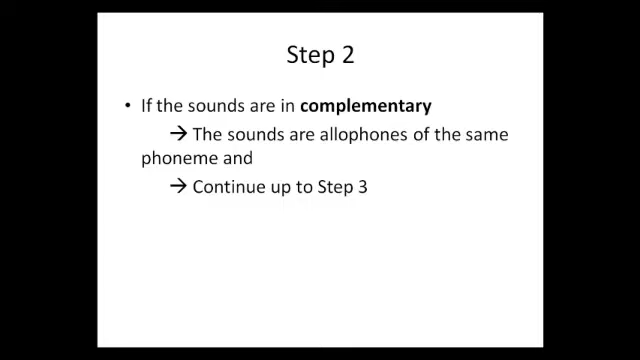 Step 2
• If the sounds are in complementary
→ The sounds are allophones of the same
phoneme and
→ Continue up to Step 3